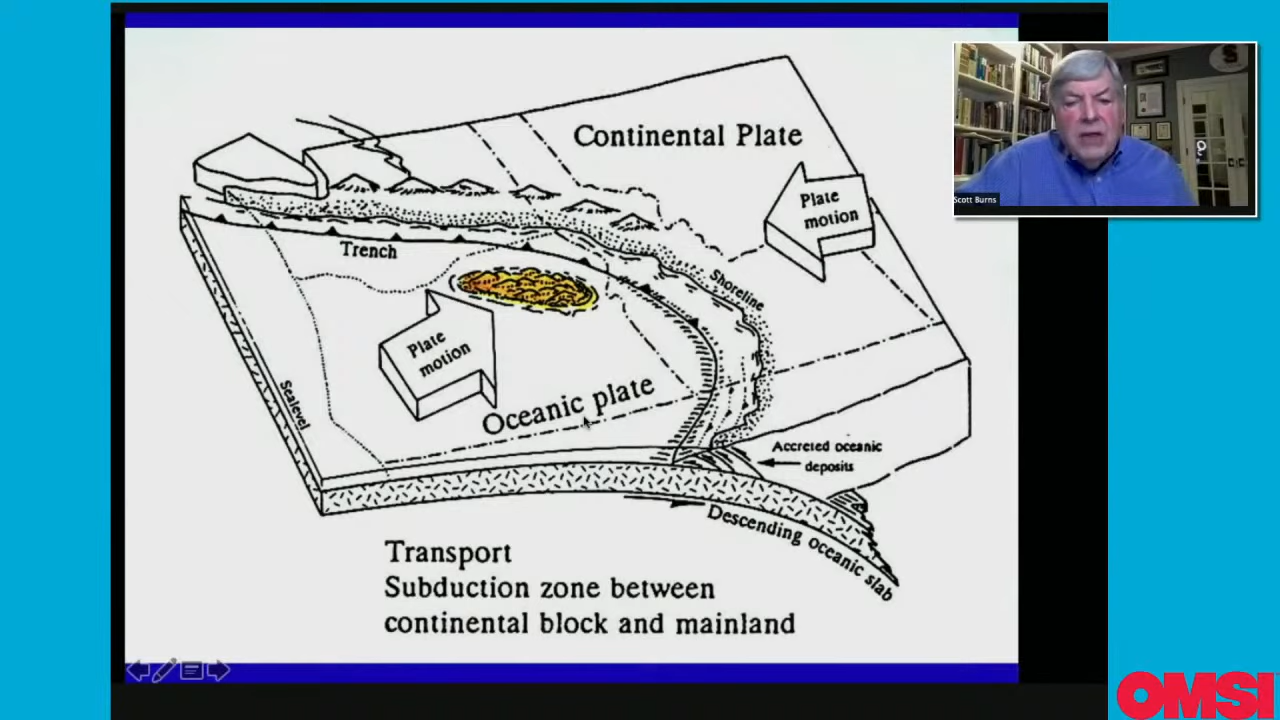 Continental Plate
Plate
motion
Trench
Shoreline
Plate
motion
Oceanic plate
Sealevel
Accreted oceanic
deposits
Descending oceanic slab
Transport
Subduction zone between
continental block and mainland
Scott Burns
OMSI